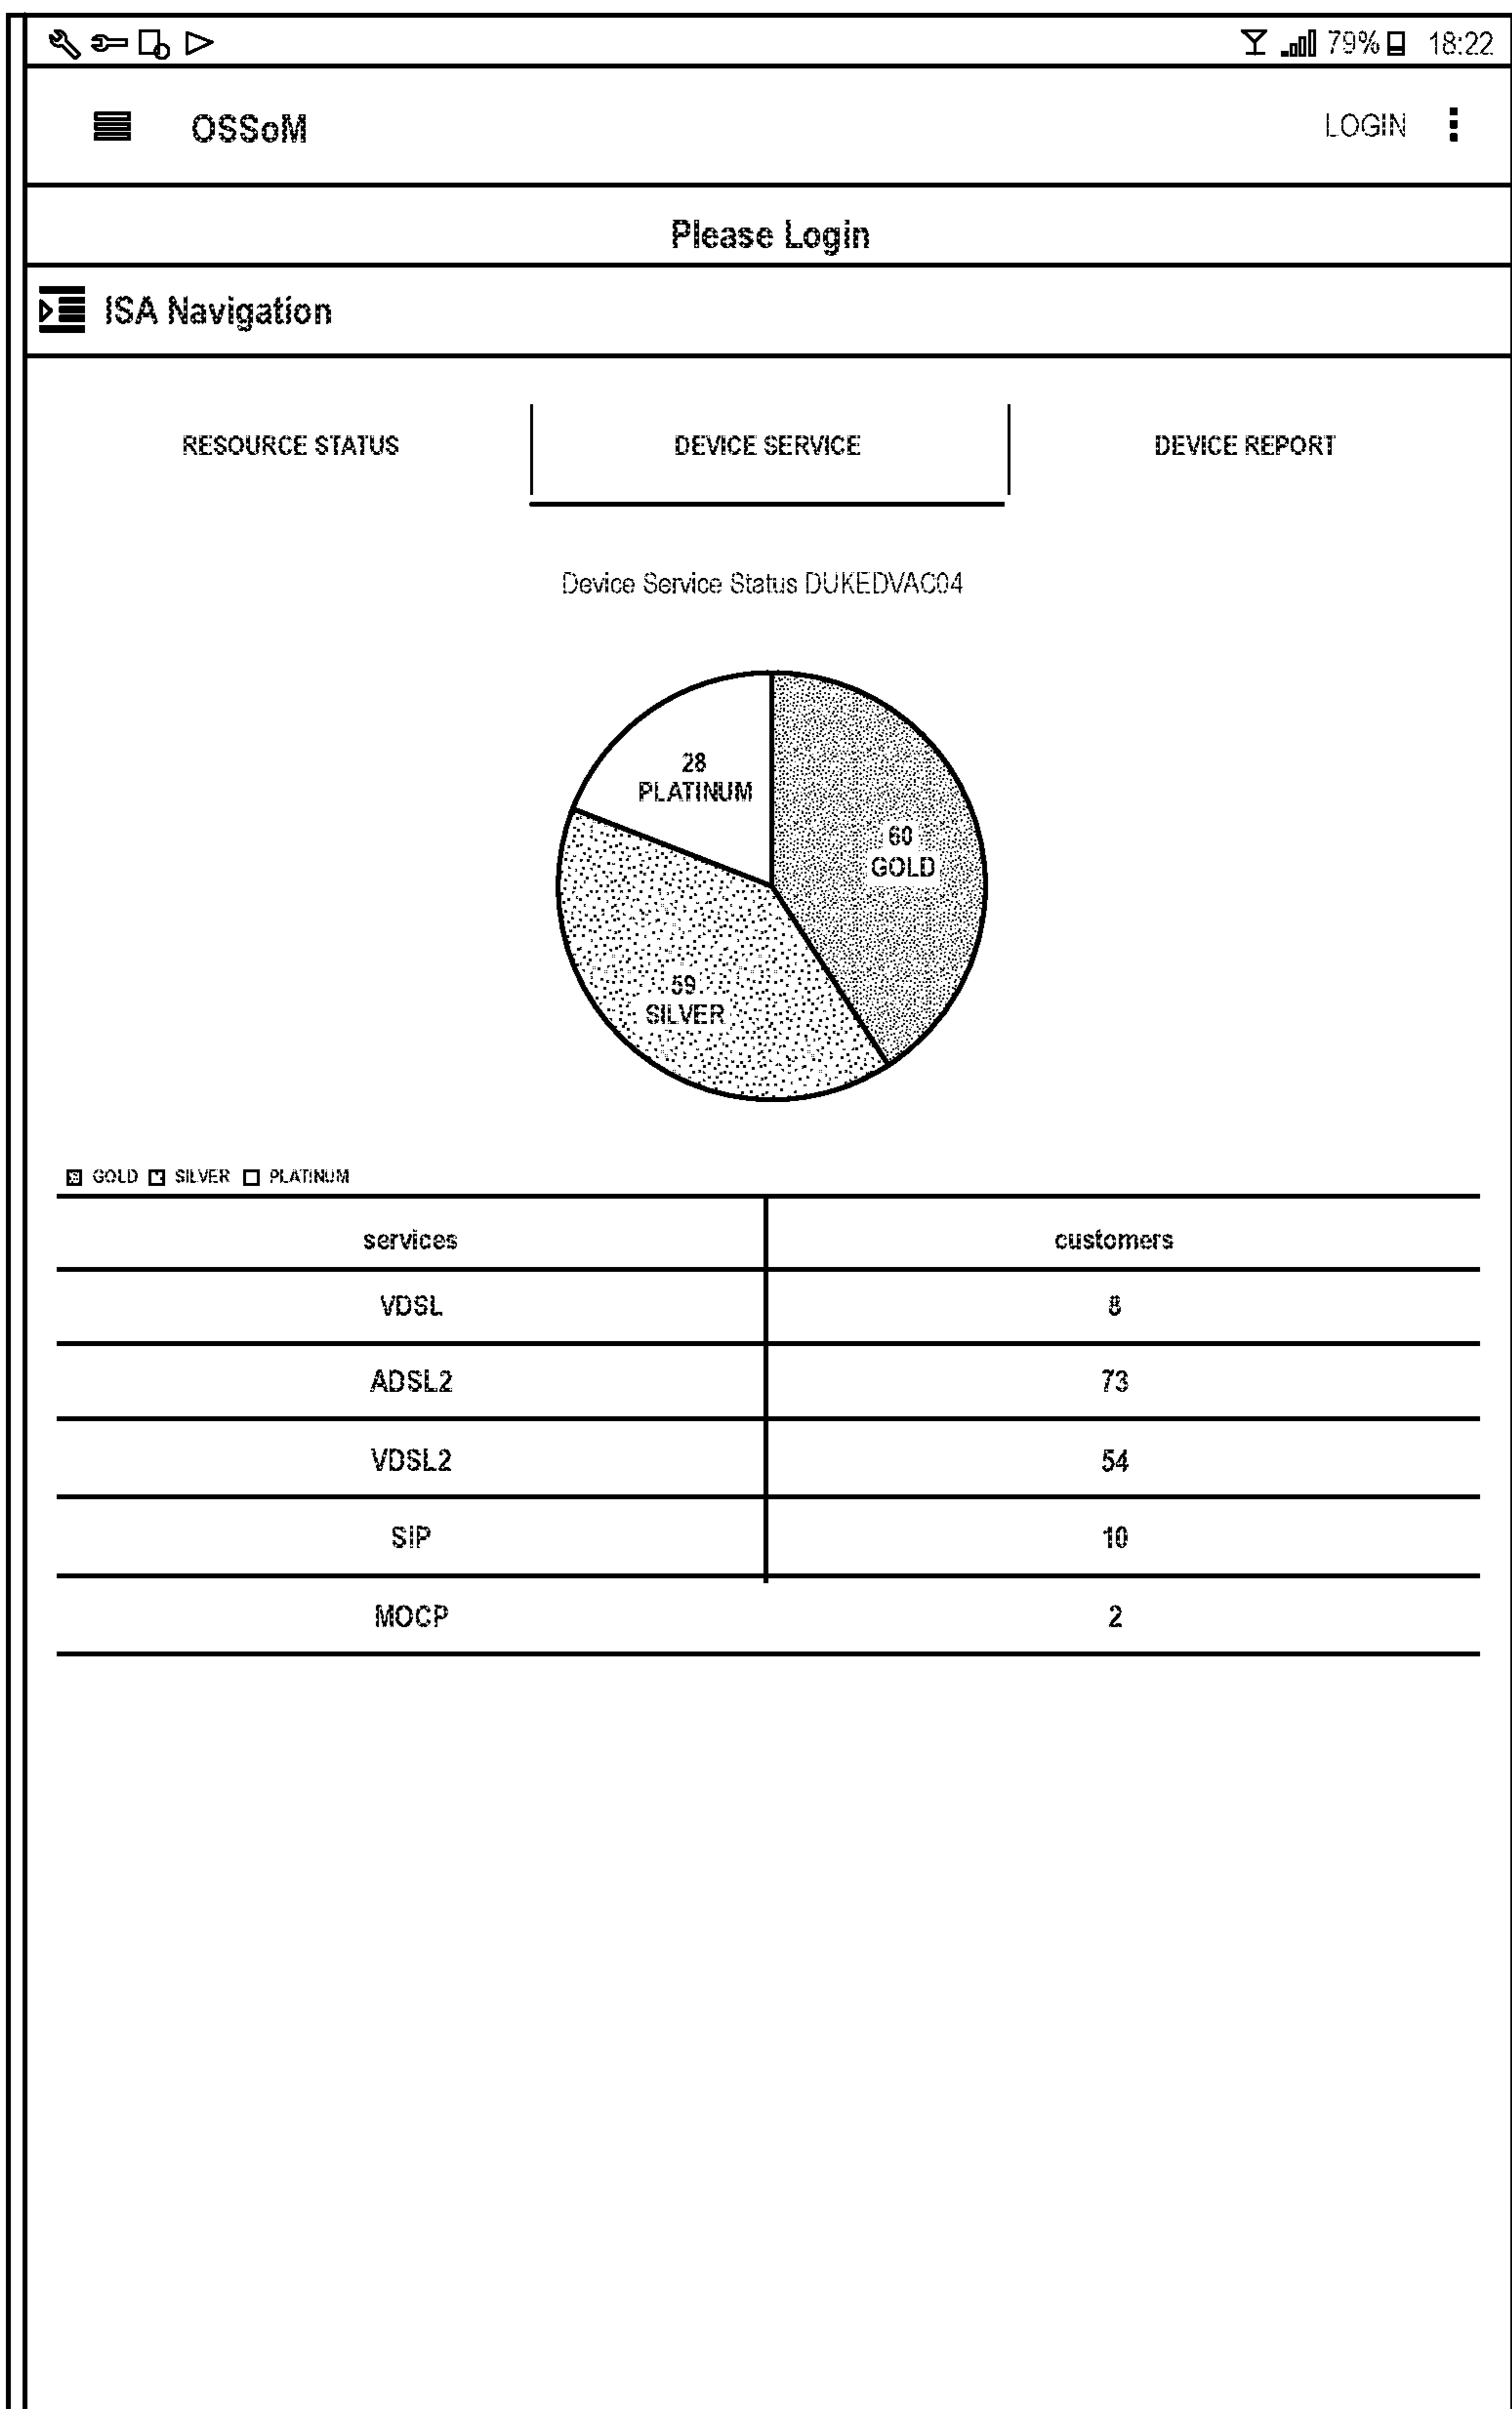 79% 18:22
OSSoM LOGIN
Please Login
ISA Navigation
RESOURCE STATUS DEVICE SERVICE DEVICE REPORT
Device Service Status DUKEDVAC04
28
PLATINUM
60
GOLD
59
SILVER
GOLD SILVER PLATINUM
services customers
VDSL 8
ADSL2 73
VDSL2 54
SIP 10
MOCP 2